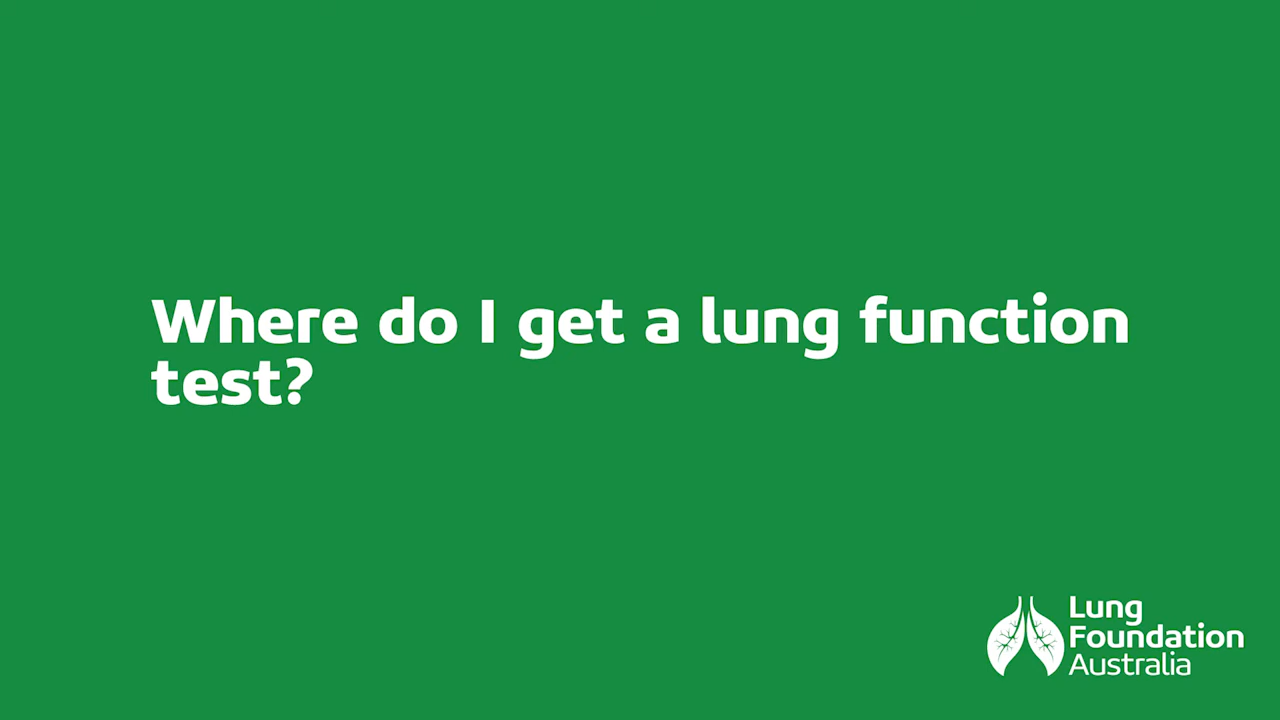 Where do I get a lung function
test?
Lung
Foundation
Australia